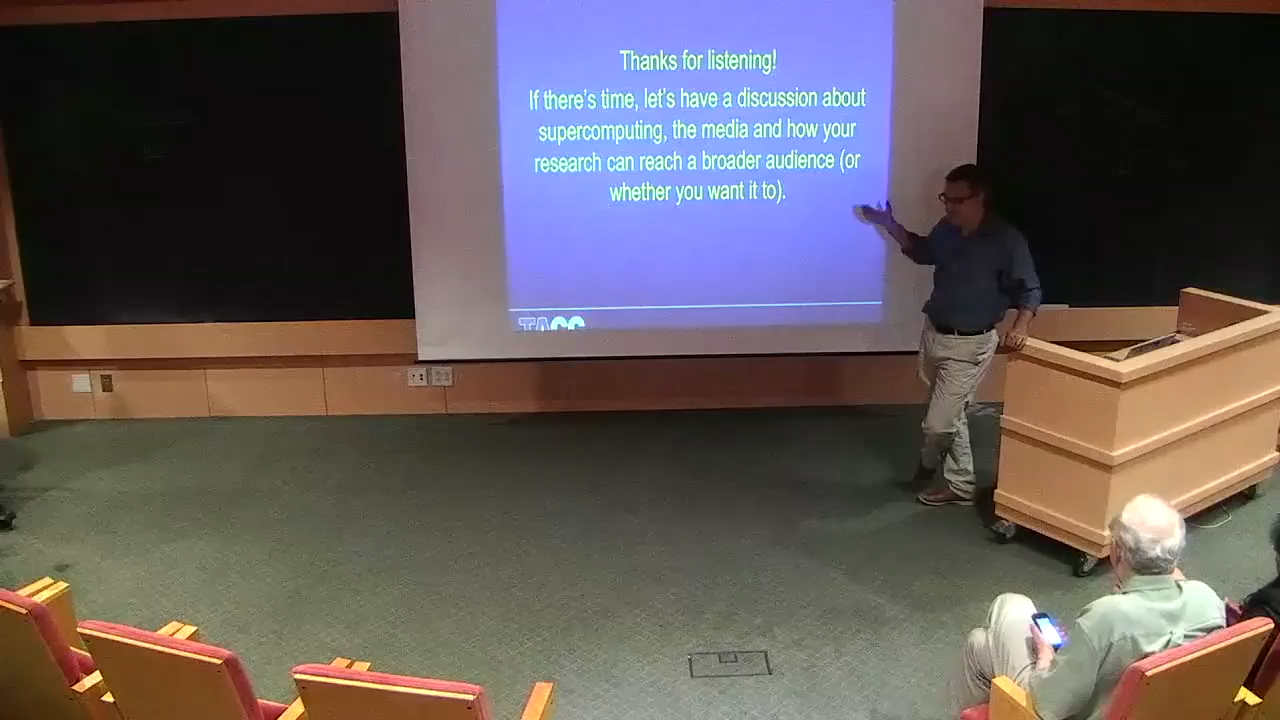 Thanks for listening!
If there's time, let's have a discussion about
supercomputing, the media and how your
research can reach a broader audience (or
whether you want it to).
TACC